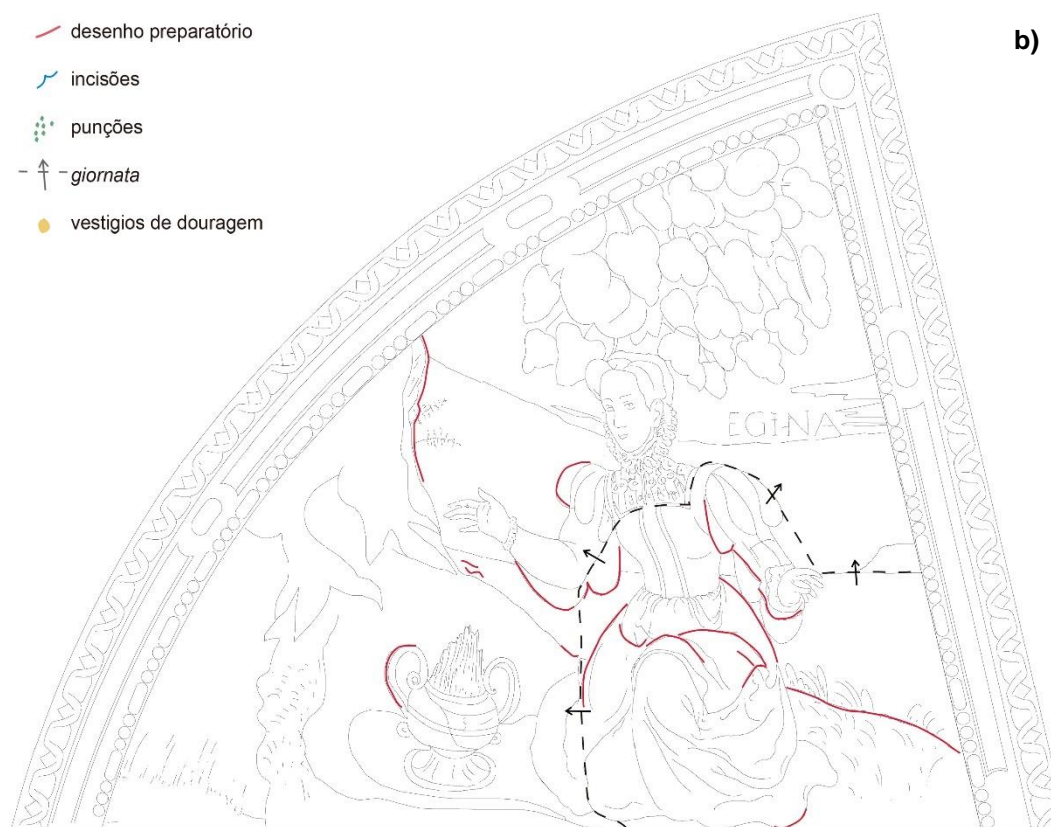 desenho preparatório
b)
incisões
punções
giornata
vestigios de douragem
EGINA